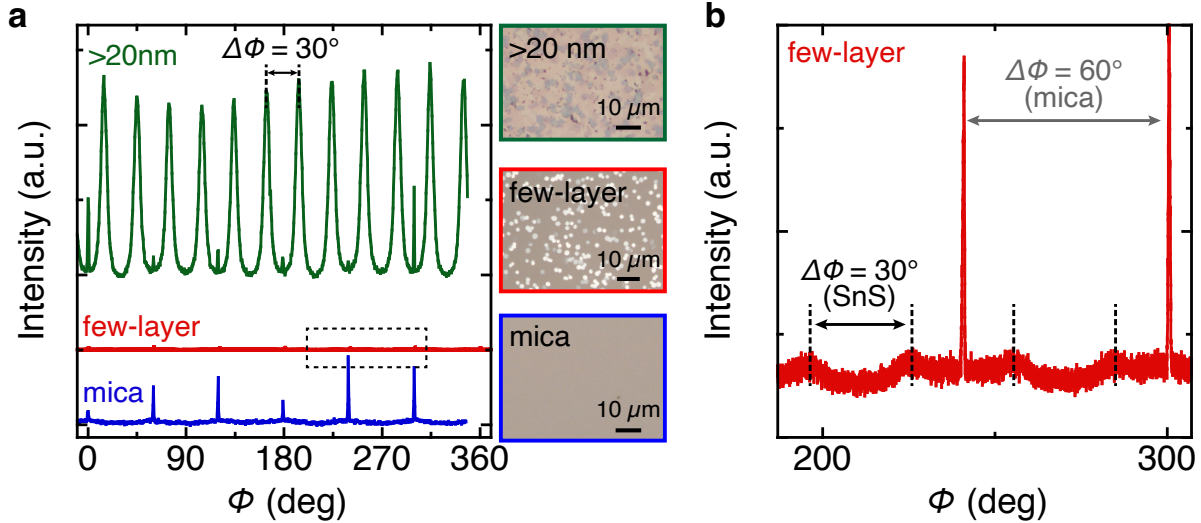 a
>20nm
ΔΦ = 30°
few-layer
mica
Intensity (a.u.)
0 90 180 270 360
Φ (deg)
>20 nm
10 μm
few-layer
10 μm
mica
10 μm
b
few-layer
ΔΦ = 60°
(mica)
ΔΦ = 30°
(SnS)
Intensity (a.u.)
200 300
Φ (deg)